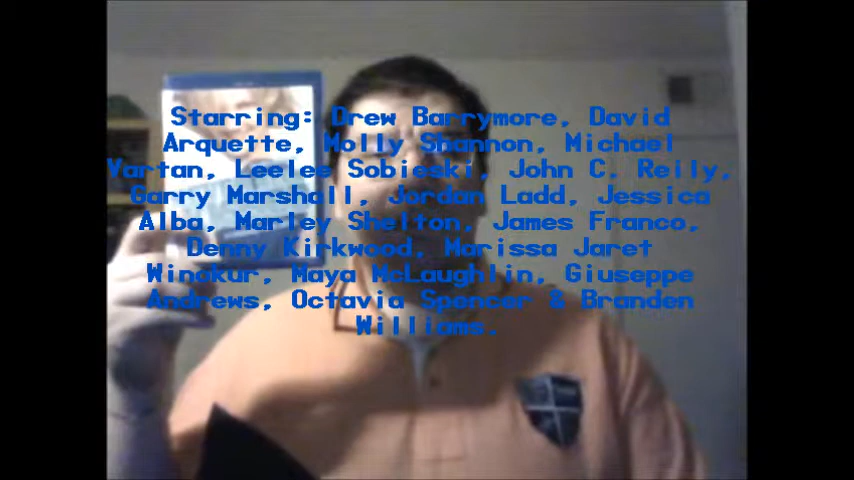 Starring: Drew Barrymore, David
Arquette, Molly Shannon, Michael
Vartan, Leelee Sobieski, John C. Reily,
Garry Marshall, Jordan Ladd, Jessica
Alba, Marley Shelton, James Franco,
Denny Kirkwood, Marissa Jaret
Winokur, Maya McLaughlin, Giuseppe
Andrews, Octavia Spencer & Branden
Williams.